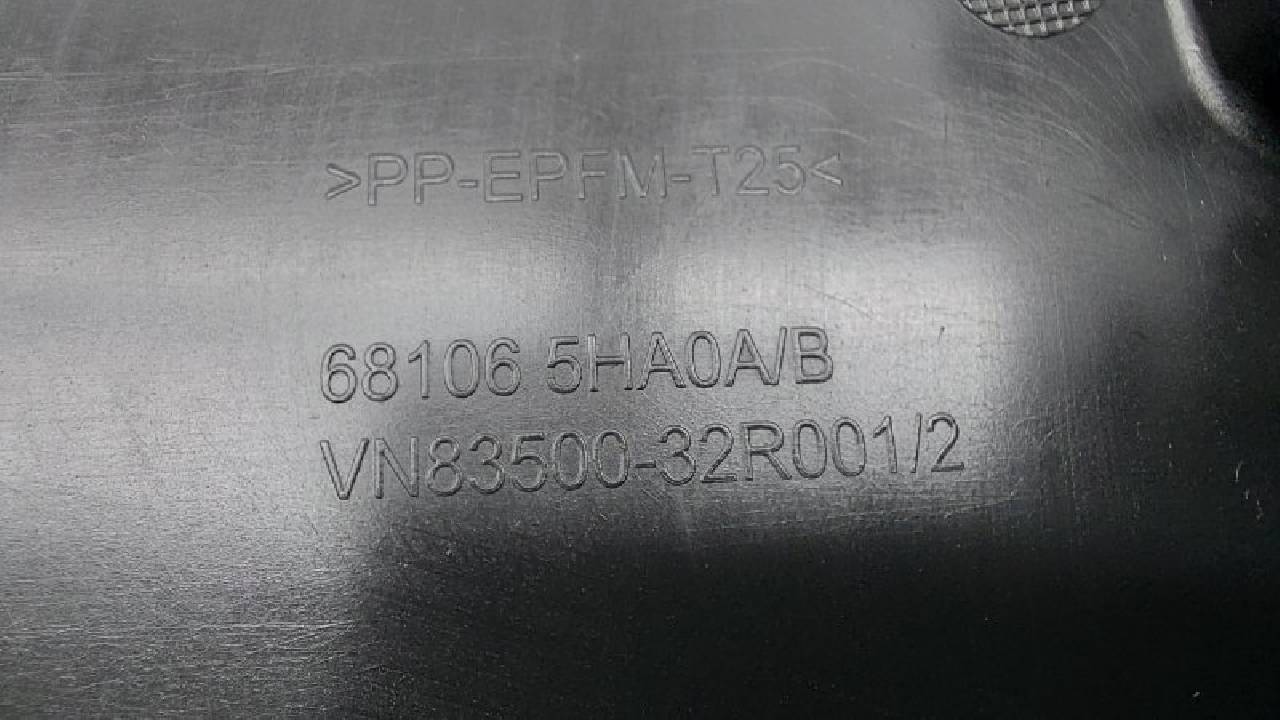 >PP-EPFM-T25<
68106 5HA0A/B
VN83500-32R001/2